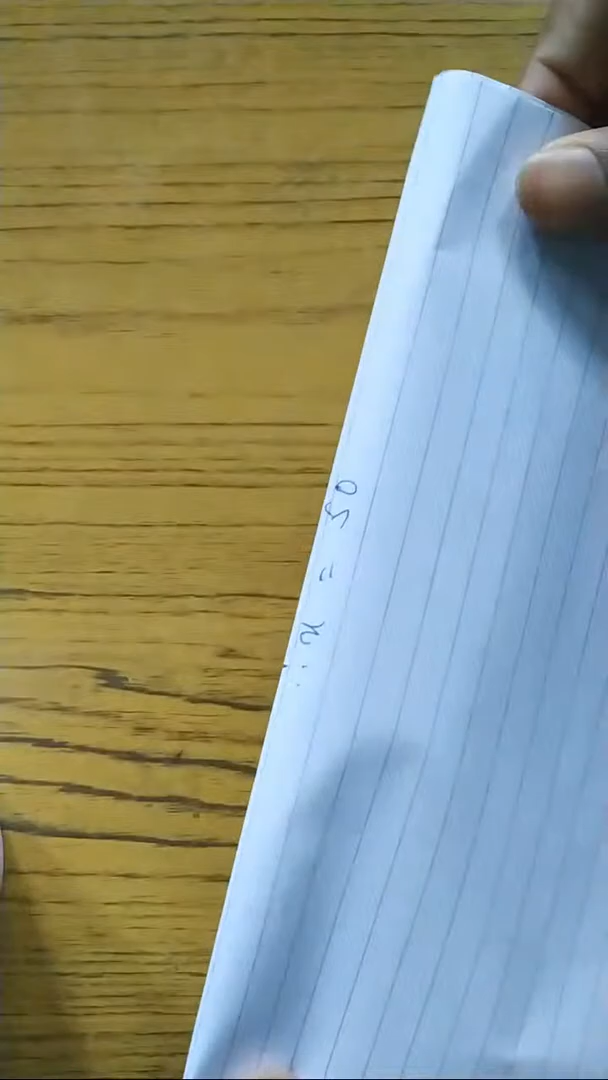 ∴ x = 50